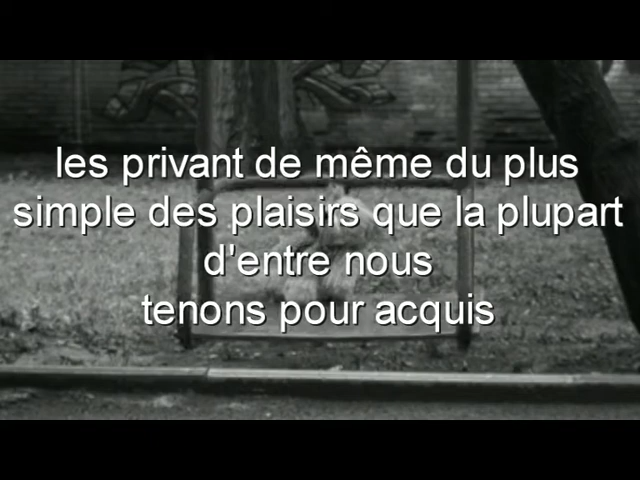 les privant de même du plus
simple des plaisirs que la plupart
d'entre nous
tenons pour acquis